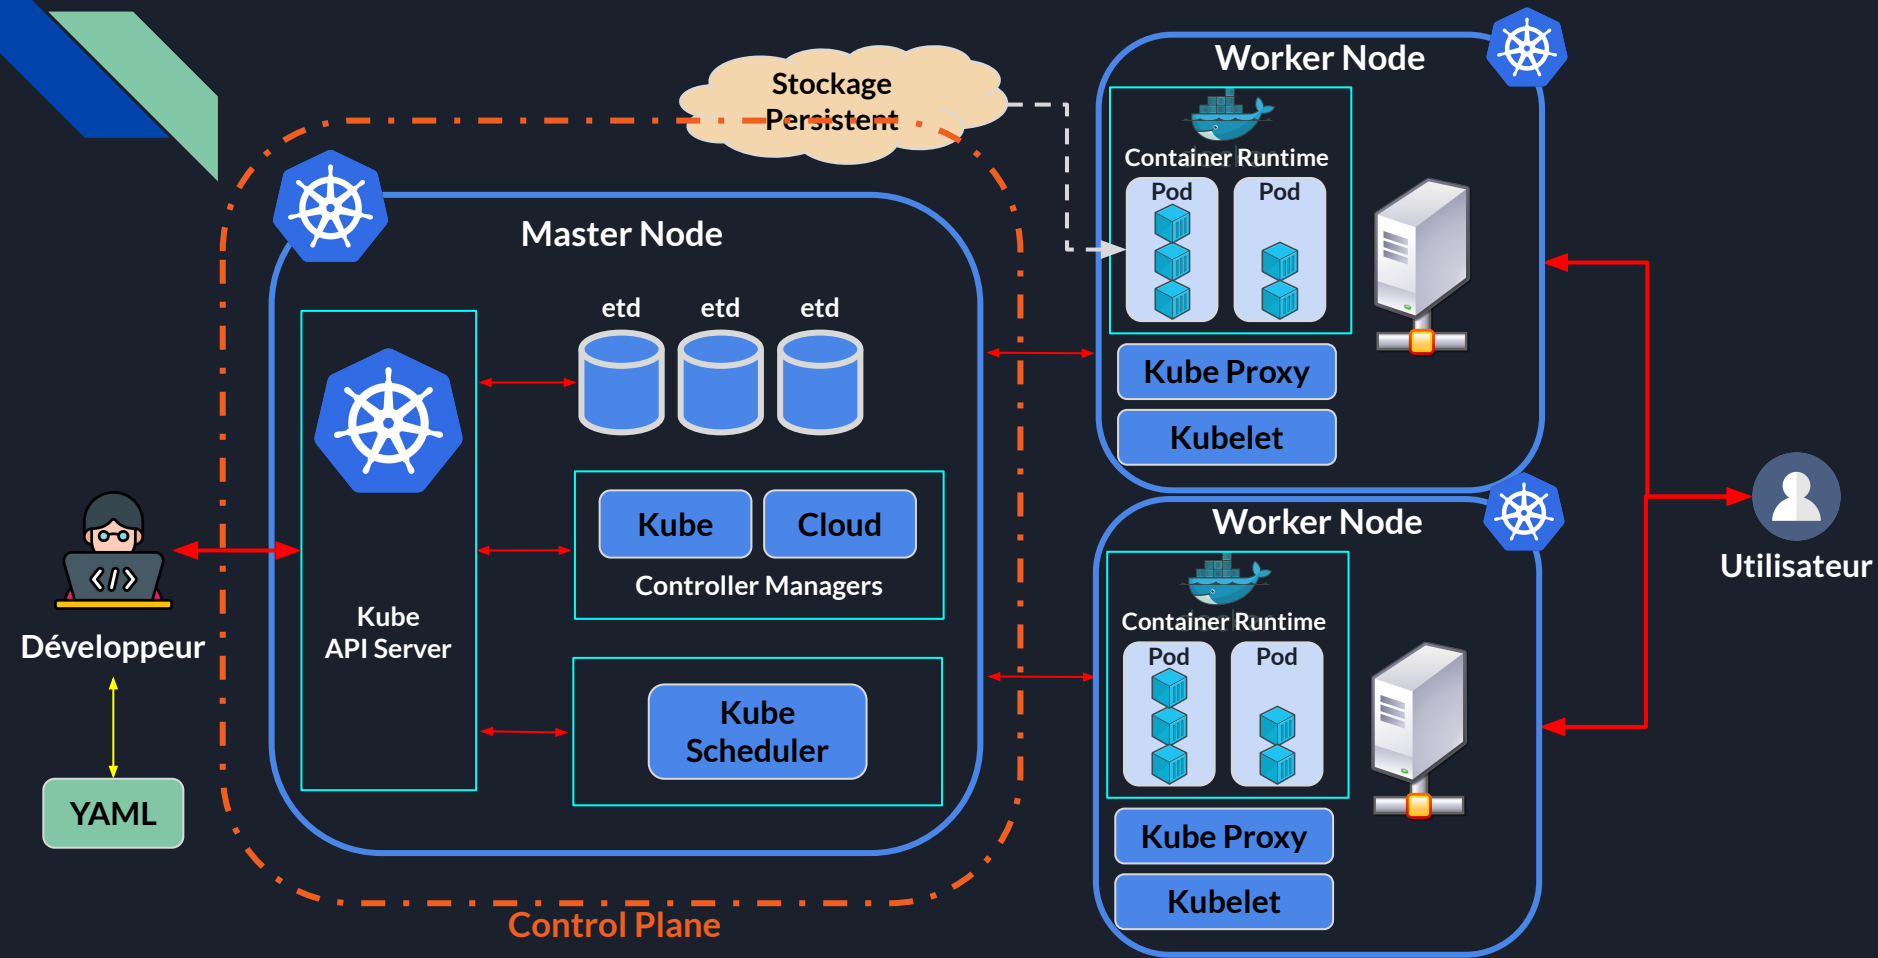 Stockage
Persistent
Worker Node
Container Runtime
Pod
Pod
Kube Proxy
Kubelet
Master Node
etd
etd
etd
Kube
Cloud
Controller Managers
Kube
API Server
Kube
Scheduler
Développeur
YAML
Control Plane
Worker Node
Container Runtime
Pod
Pod
Kube Proxy
Kubelet
Utilisateur